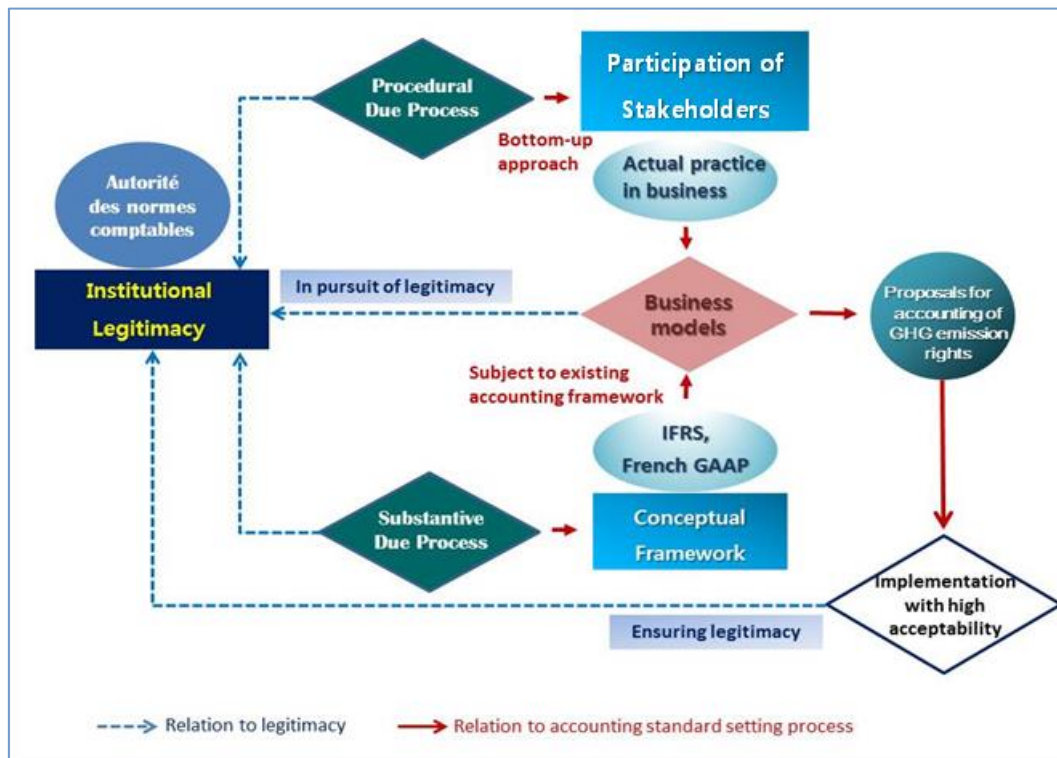 Procedural
Due Process
Participation of
Stakeholders
Bottom-up
approach
Actual practice
in business
Autorité
des normes
comptables
Institutional
Legitimacy
In pursuit of legitimacy
Business
models
Proposals for
accounting of
GHG emission
rights
Subject to existing
accounting framework
IFRS,
French GAAP
Substantive
Due Process
Conceptual
Framework
Implementation
with high
acceptability
Ensuring legitimacy
Relation to legitimacy
Relation to accounting standard setting process